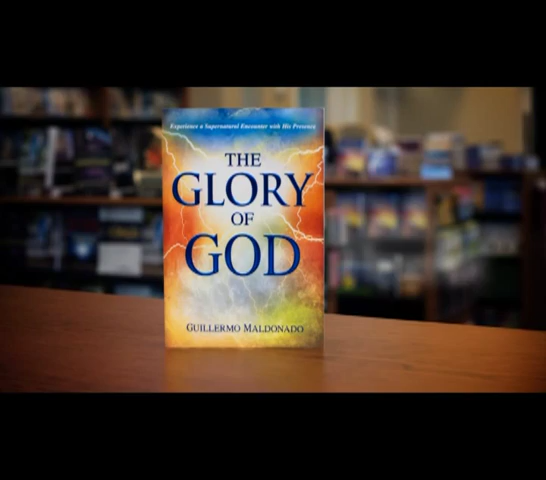 Experience a Supernatural Encounter with His Presence
THE
GLORY
OF
GOD
GUILLERMO MALDONADO